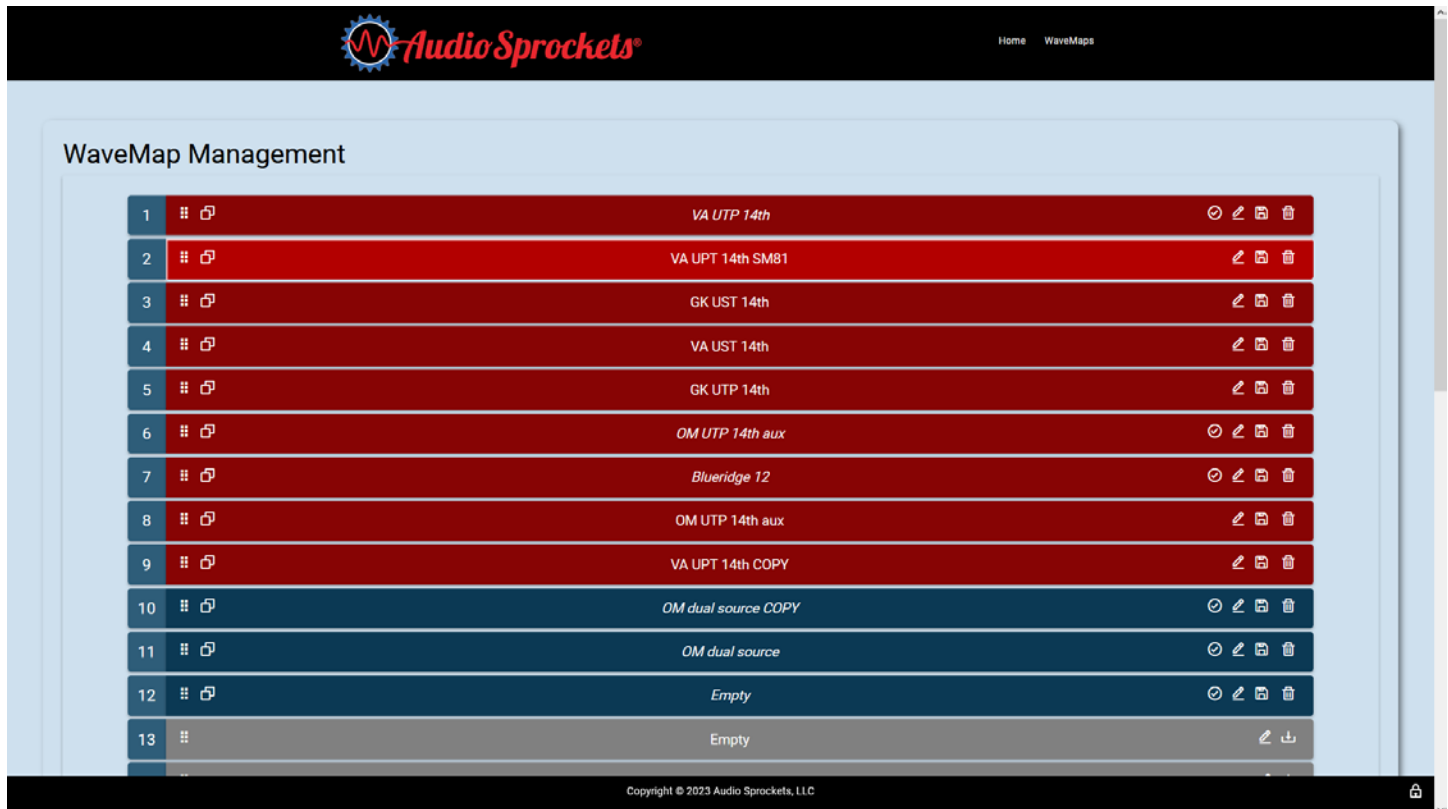 AudioSprockets®
Home WaveMaps
WaveMap Management
1 VA UTP 14th
2 VA UPT 14th SM81
3 GK UST 14th
4 VA UST 14th
5 GK UTP 14th
6 OM UTP 14th aux
7 Blueridge 12
8 OM UTP 14th aux
9 VA UPT 14th COPY
10 OM dual source COPY
11 OM dual source
12 Empty
13 Empty
Copyright © 2023 Audio Sprockets, LLC